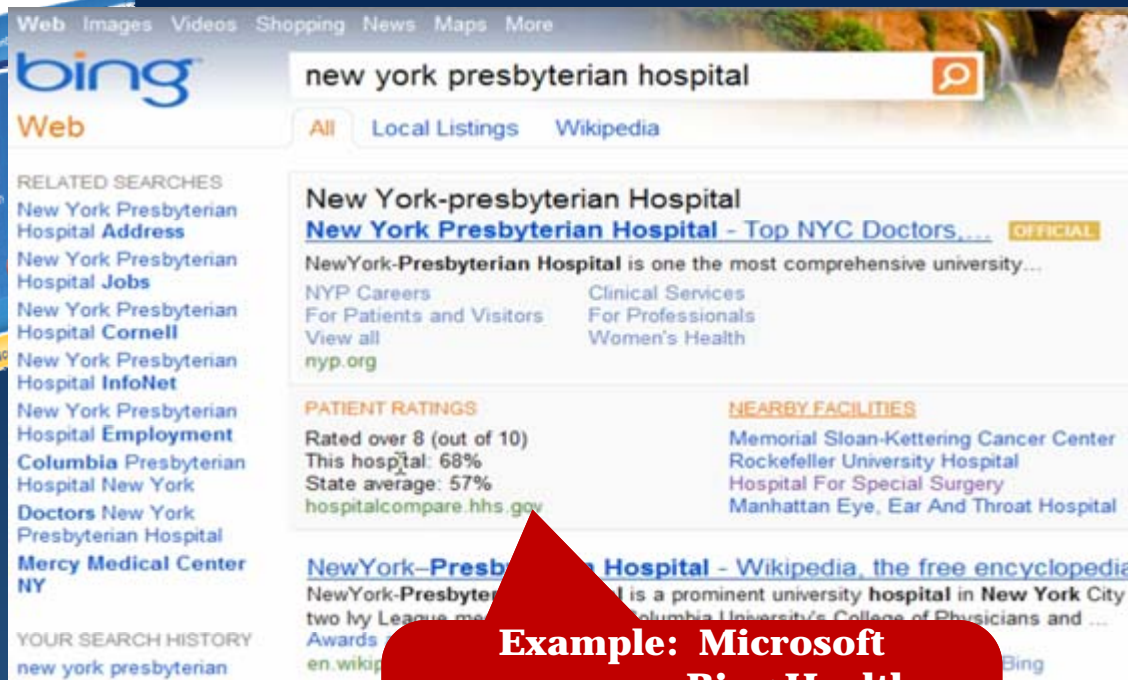 Web Images Videos Shopping News Maps More
bing
new york presbyterian hospital
Web
All Local Listings Wikipedia
RELATED SEARCHES
New York Presbyterian
Hospital Address
New York Presbyterian
Hospital Jobs
New York Presbyterian
Hospital Cornell
New York Presbyterian
Hospital InfoNet
New York Presbyterian
Hospital Employment
Columbia Presbyterian
Hospital New York
Doctors New York
Presbyterian Hospital
Mercy Medical Center
NY
YOUR SEARCH HISTORY
new york presbyterian
New York-presbyterian Hospital
New York Presbyterian Hospital - Top NYC Doctors,... OFFICIAL
NewYork-Presbyterian Hospital is one the most comprehensive university...
NYP Careers Clinical Services
For Patients and Visitors For Professionals
View all Women's Health
nyp.org
PATIENT RATINGS
Rated over 8 (out of 10)
This hospital: 68%
State average: 57%
hospitalcompare.hhs.gov
NEARBY FACILITIES
Memorial Sloan-Kettering Cancer Center
Rockefeller University Hospital
Hospital For Special Surgery
Manhattan Eye, Ear And Throat Hospital
NewYork–Presb Hospital - Wikipedia, the free encyclopedia
NewYork-Presbyter is a prominent university hospital in New York City
two Ivy League me Columbia University's College of Physicians and ...
Awards
en.wikip Bing
Example: Microsoft
Bing Health